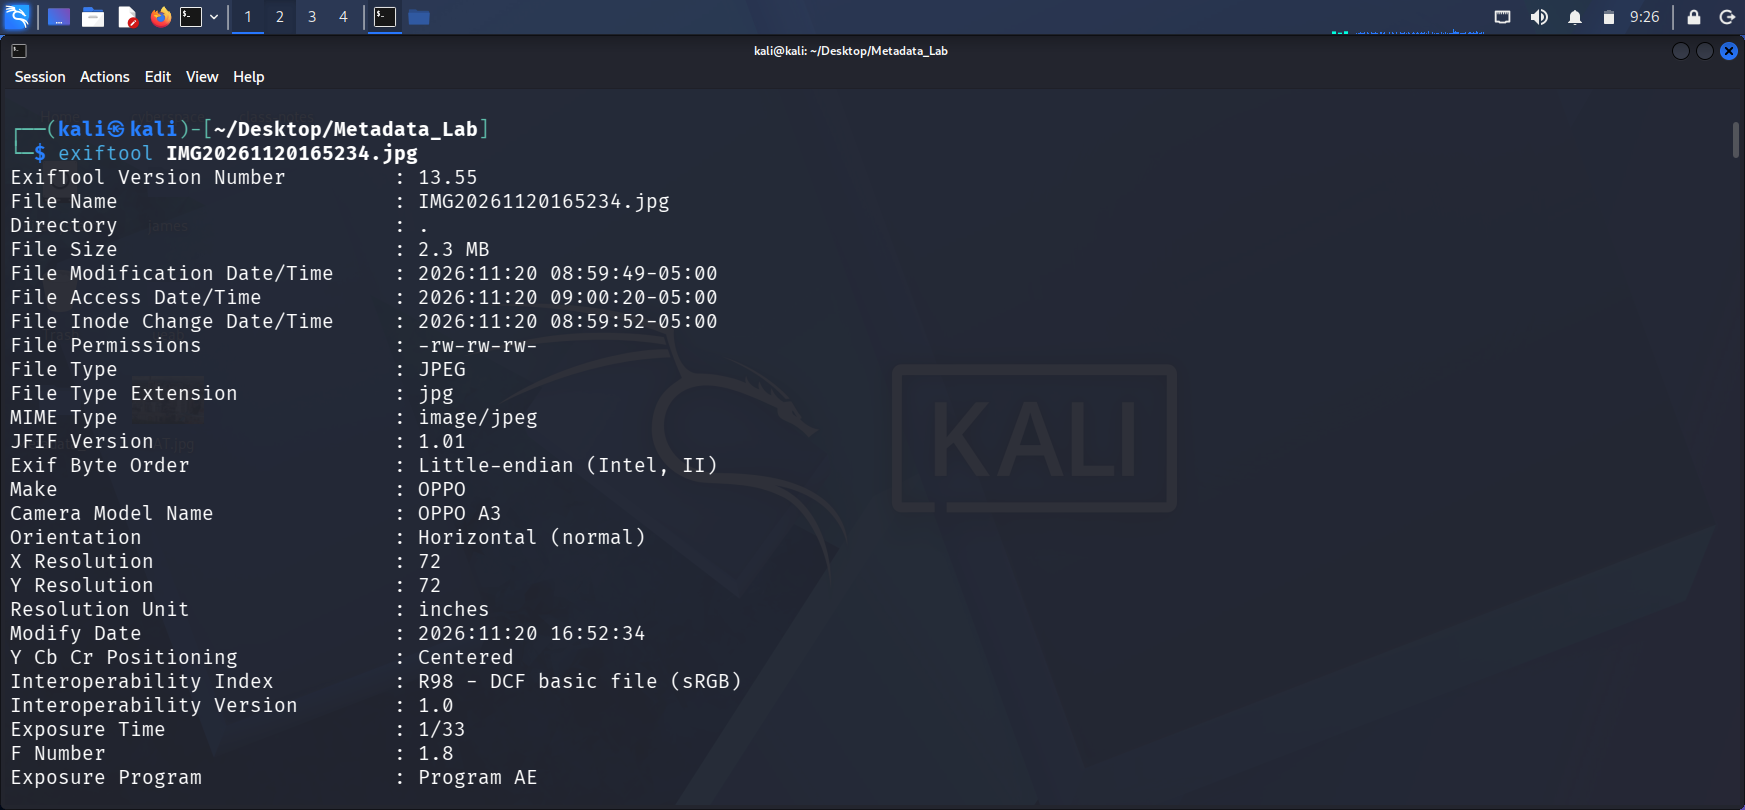 1 2 3 4 9:26
kali@kali: ~/Desktop/Metadata_Lab
Session Actions Edit View Help
┌──(kali㉿kali)-[~/Desktop/Metadata_Lab]
└─$ exiftool IMG20261120165234.jpg
ExifTool Version Number : 13.55
File Name : IMG20261120165234.jpg
Directory : .
File Size : 2.3 MB
File Modification Date/Time : 2026:11:20 08:59:49-05:00
File Access Date/Time : 2026:11:20 09:00:20-05:00
File Inode Change Date/Time : 2026:11:20 08:59:52-05:00
File Permissions : -rw-rw-rw-
File Type : JPEG
File Type Extension : jpg
MIME Type : image/jpeg
JFIF Version : 1.01
Exif Byte Order : Little-endian (Intel, II)
Make : OPPO
Camera Model Name : OPPO A3
Orientation : Horizontal (normal)
X Resolution : 72
Y Resolution : 72
Resolution Unit : inches
Modify Date : 2026:11:20 16:52:34
Y Cb Cr Positioning : Centered
Interoperability Index : R98 - DCF basic file (sRGB)
Interoperability Version : 1.0
Exposure Time : 1/33
F Number : 1.8
Exposure Program : Program AE
KALI